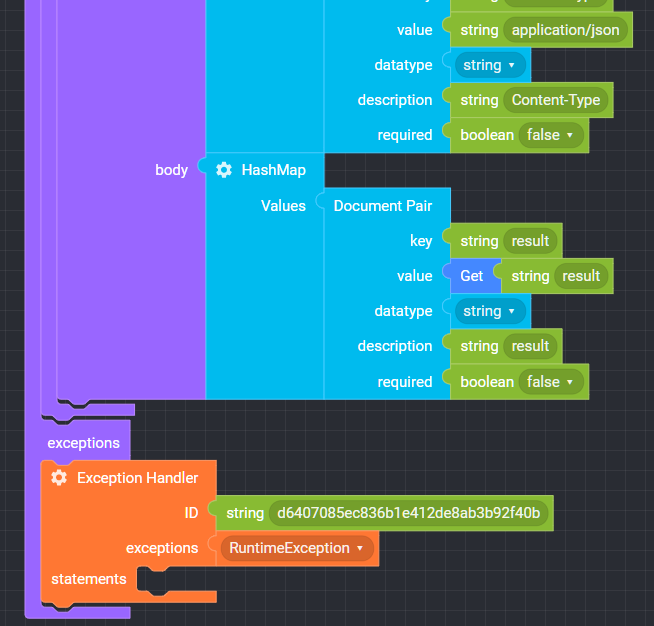 value string application/json
datatype string
description string Content-Type
required boolean false
body HashMap
Values Document Pair
key string result
value Get string result
datatype string
description string result
required boolean false
exceptions
Exception Handler
ID string d6407085ec836b1e412de8ab3b92f40b
exceptions RuntimeException
statements